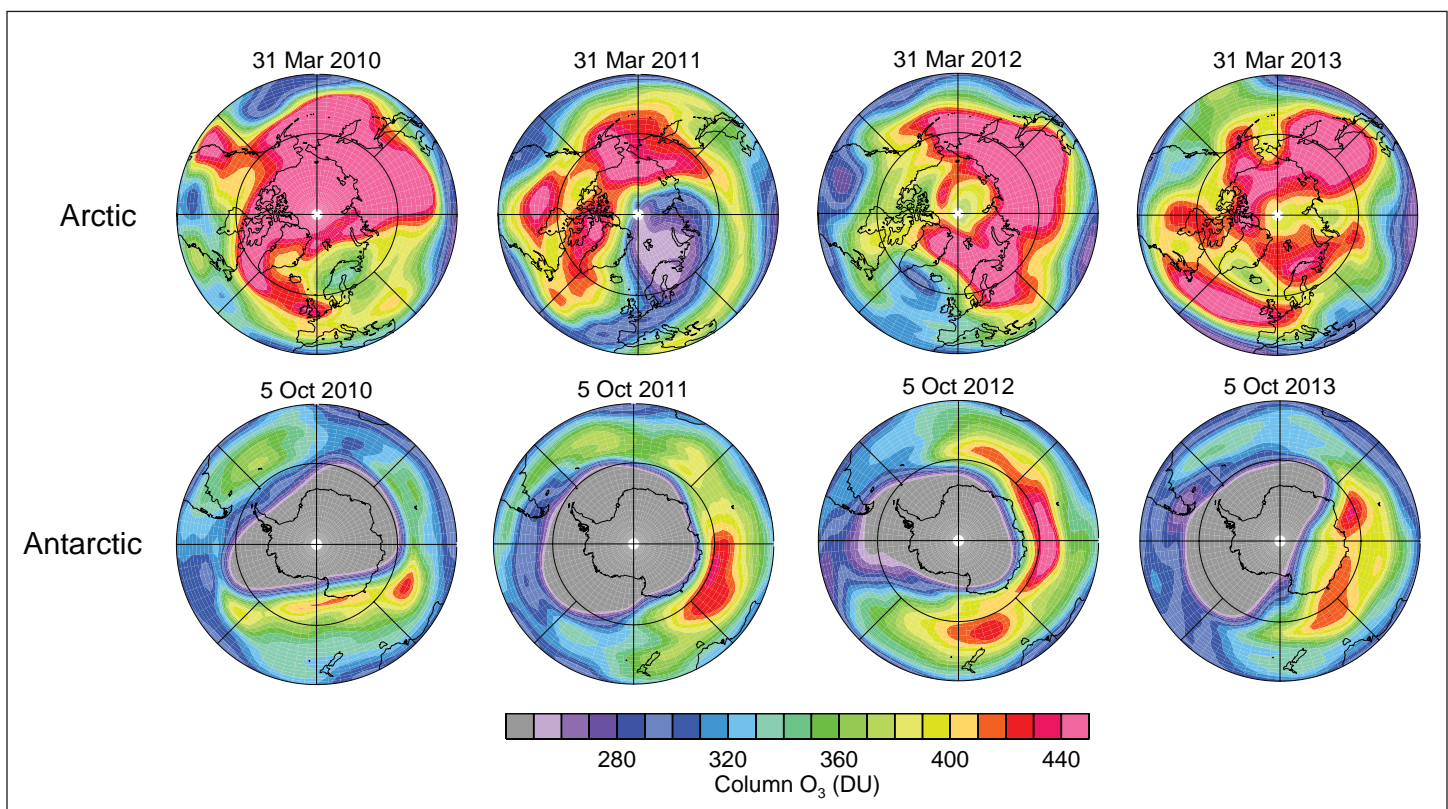 31 Mar 2010 31 Mar 2011 31 Mar 2012 31 Mar 2013
Arctic
5 Oct 2010 5 Oct 2011 5 Oct 2012 5 Oct 2013
Antarctic
280 320 360 400 440
Column O₃ (DU)